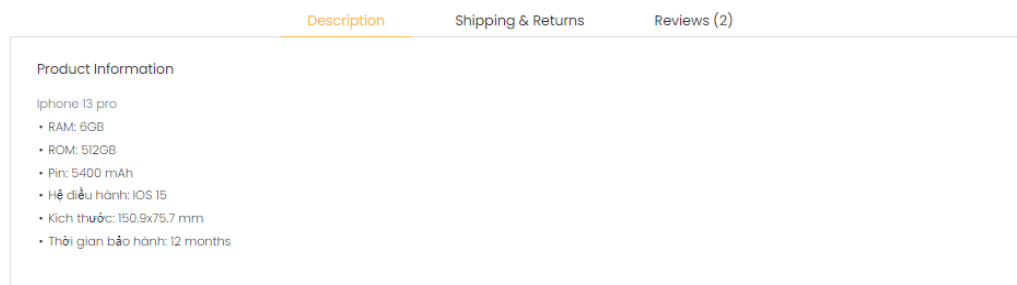 Description Shipping & Returns Reviews (2)
Product Information
Iphone 13 pro
• RAM: 6GB
• ROM: 512GB
• Pin: 5400 mAh
• Hệ điều hành: IOS 15
• Kích thước: 150.9x75.7 mm
• Thời gian bảo hành: 12 months